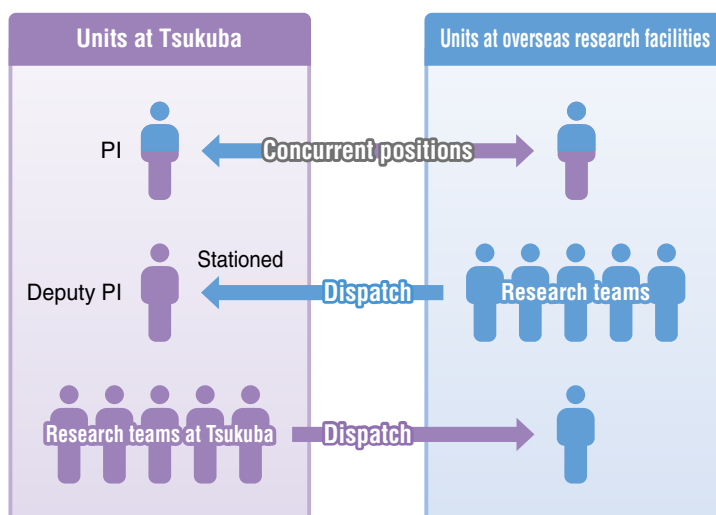 Units at Tsukuba
Units at overseas research facilities
PI
Concurrent positions
Stationed
Deputy PI
Dispatch
Research teams
Research teams at Tsukuba
Dispatch